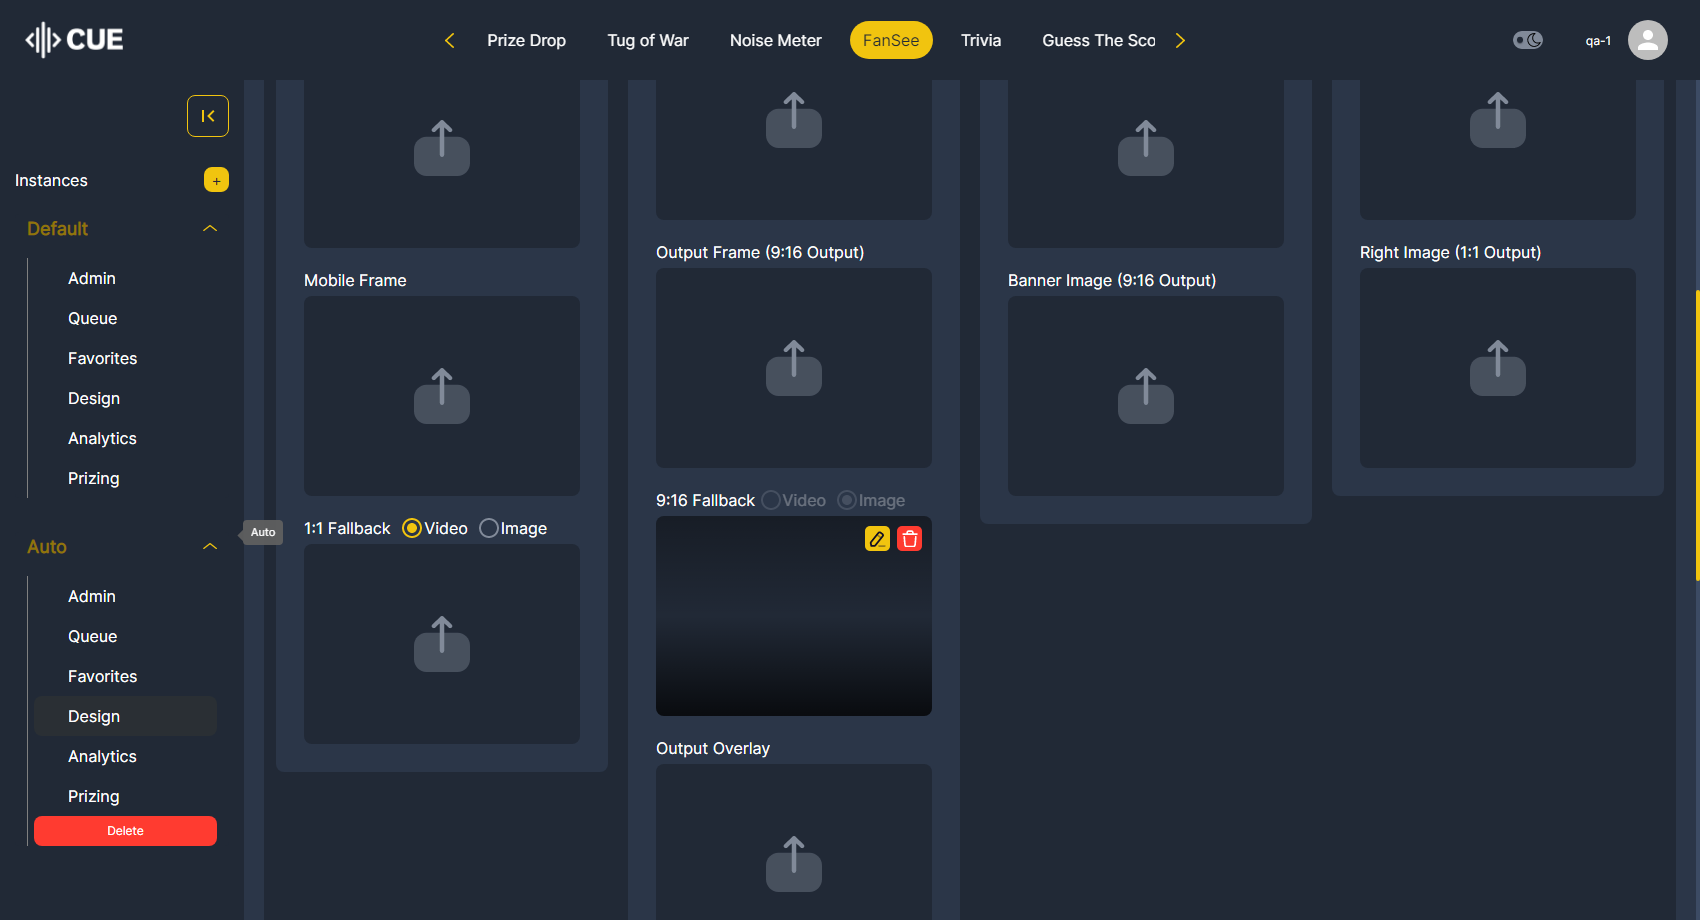 CUE
Prize Drop
Tug of War
Noise Meter
FanSee
Trivia
Guess The Sco
qa-1
Instances
+
Default
Admin
Queue
Favorites
Design
Analytics
Prizing
Auto
Admin
Queue
Favorites
Design
Analytics
Prizing
Delete
Auto
Mobile Frame
1:1 Fallback Video Image
Output Frame (9:16 Output)
9:16 Fallback Video Image
Output Overlay
Banner Image (9:16 Output)
Right Image (1:1 Output)